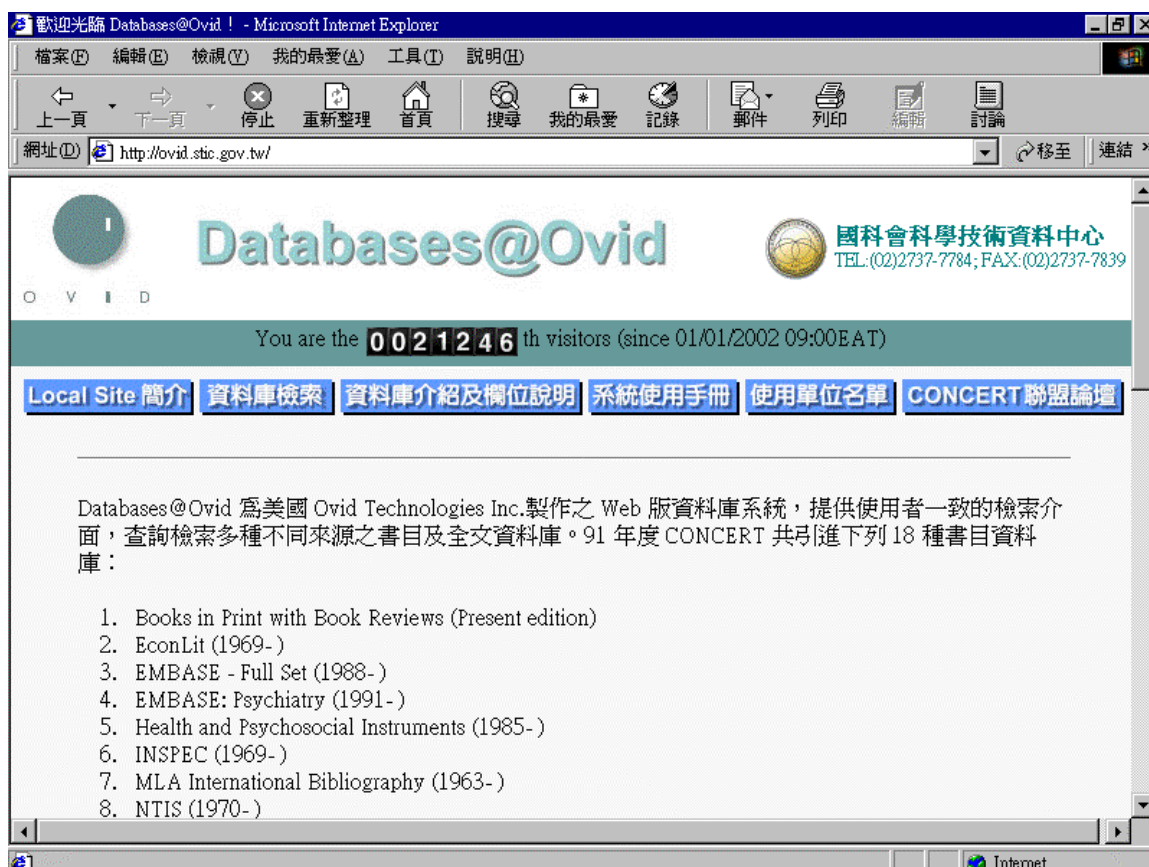 歡迎光臨 Databases@Ovid! - Microsoft Internet Explorer
檔案(F) 編輯(E) 檢視(V) 我的最愛(A) 工具(T) 說明(H)
上一頁 下一頁 停止 重新整理 首頁 搜尋 我的最愛 記錄 郵件 列印 編輯 討論
網址(D) http://ovid.stic.gov.tw/ 移至 連結 »
Databases@Ovid
國科會科學技術資料中心
TEL:(02)2737-7784; FAX:(02)2737-7839
O V I D
You are the 0021246 th visitors (since 01/01/2002 09:00EAT)
Local Site 簡介 資料庫檢索 資料庫介紹及欄位說明 系統使用手冊 使用單位名單 CONCERT聯盟論壇
Databases@Ovid 為美國 Ovid Technologies Inc.製作之 Web 版資料庫系統,提供使用者一致的檢索介
面,查詢檢索多種不同來源之書目及全文資料庫。91 年度 CONCERT 共引進下列 18 種書目資料
庫:
1. Books in Print with Book Reviews (Present edition)
2. EconLit (1969- )
3. EMBASE - Full Set (1988- )
4. EMBASE: Psychiatry (1991- )
5. Health and Psychosocial Instruments (1985- )
6. INSPEC (1969- )
7. MLA International Bibliography (1963- )
8. NTIS (1970- )
Internet